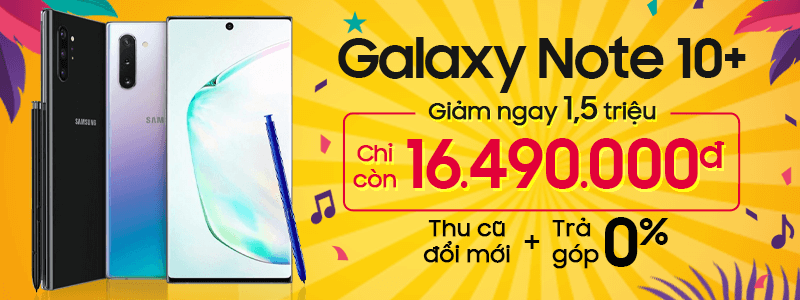 SAMSUNG
SAM
Galaxy Note 10+
Giảm ngay 1,5 triệu
Chỉ còn 16.490.000đ
Thu cũ đổi mới + Trả góp 0%